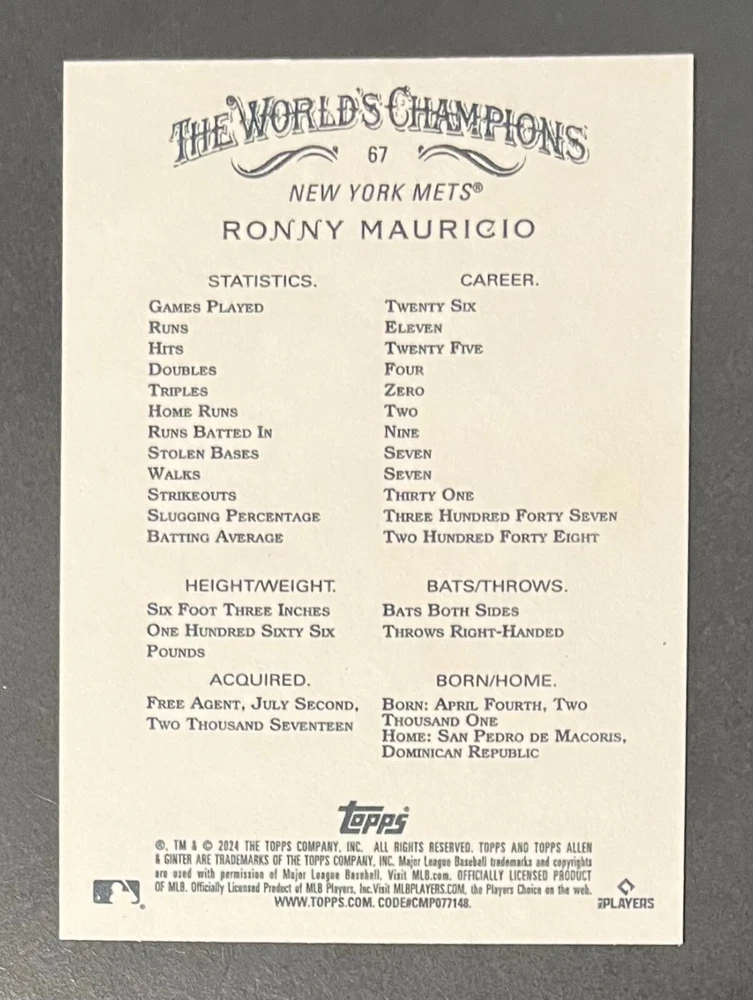 THE WORLD'S CHAMPIONS
67
NEW YORK METS®
RONNY MAURICIO
STATISTICS. CAREER.
GAMES PLAYED TWENTY SIX
RUNS ELEVEN
HITS TWENTY FIVE
DOUBLES FOUR
TRIPLES ZERO
HOME RUNS TWO
RUNS BATTED IN NINE
STOLEN BASES SEVEN
WALKS SEVEN
STRIKEOUTS THIRTY ONE
SLUGGING PERCENTAGE THREE HUNDRED FORTY SEVEN
BATTING AVERAGE TWO HUNDRED FORTY EIGHT
HEIGHT/WEIGHT.
SIX FOOT THREE INCHES
ONE HUNDRED SIXTY SIX
POUNDS
BATS/THROWS.
BATS BOTH SIDES
THROWS RIGHT-HANDED
ACQUIRED.
FREE AGENT, JULY SECOND,
TWO THOUSAND SEVENTEEN
BORN/HOME.
BORN: APRIL FOURTH, TWO
THOUSAND ONE
HOME: SAN PEDRO DE MACORIS,
DOMINICAN REPUBLIC
Topps®
®, TM & © 2024 THE TOPPS COMPANY, INC. ALL RIGHTS RESERVED. TOPPS AND TOPPS ALLEN
& GINTER ARE TRADEMARKS OF THE TOPPS COMPANY, INC. Major League Baseball trademarks and copyrights
are used with permission of Major League Baseball. Visit MLB.com. OFFICIALLY LICENSED PRODUCT
OF MLB. Officially Licensed Product of MLB Players, Inc.Visit MLBPLAYERS.COM, the Players Choice on the web.
WWW.TOPPS.COM. CODE#CMP077148.
PLAYERS